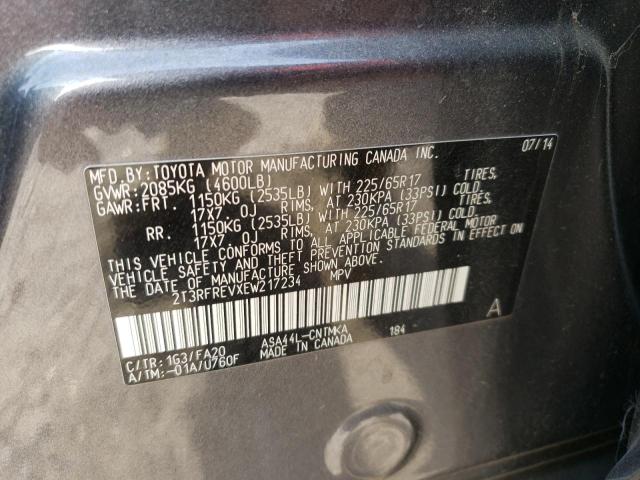 MFD.BY:TOYOTA MOTOR MANUFACTURING CANADA INC. 07/14
GVWR:2085KG (4600LB)
GAWR:FRT. 1150KG (2535LB) WITH 225/65R17 TIRES,
17X7.0J RIMS, AT 230KPA (33PSI) COLD.
RR. 1150KG (2535LB) WITH 225/65R17 TIRES,
17X7.0J RIMS, AT 230KPA (33PSI) COLD.
THIS VEHICLE CONFORMS TO ALL APPLICABLE FEDERAL MOTOR
VEHICLE SAFETY AND THEFT PREVENTION STANDARDS IN EFFECT
ON THE DATE OF MANUFACTURE SHOWN ABOVE.
2T3RFREVXEW217234 MPV
A
C/TR:1G3/FA20 ASA44L-CNTMKA 184
A/TM:-01A/U760F MADE IN CANADA